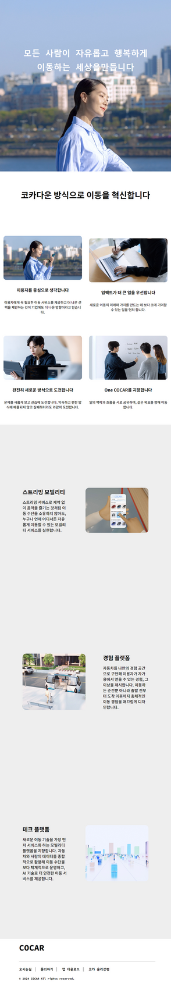 모든 사람이 자유롭고 행복하게
이동하는 세상을만듭니다
코카다운 방식으로 이동을 혁신합니다
이용자를 중심으로 생각합니다
이용자에게 꼭 필요한 이동 서비스를 제공하고 더 나은 선
택을 제안하는 것이 기업에도 더 나은 방향이라고 믿습니
다.
임팩트가 더 큰 일을 우선합니다
새로운 이동의 미래와 가치를 만드는 데 보다 크게 기여할
수 있는 일을 먼저 합니다.
완전히 새로운 방식으로 도전합니다
문제를 새롭게 보고 관습에 도전합니다. 익숙하고 편한 방
식에 매몰되지 않고 실패하더라도 과감히 도전합니다.
One COCAR를 지향합니다
일의 맥락과 흐름을 서로 공유하며, 같은 목표를 향해 이동
합니다.
스트리밍 모빌리티
스트리밍 서비스로 제약 없
이 음악을 즐기는 것처럼 이
동 수단을 소유하지 않아도,
누구나 언제 어디서든 자유
롭게 이동할 수 있는 모빌리
티 서비스를 실현합니다.
경험 플랫폼
자동차를 나만의 경험 공간
으로 구현해 이용자가 자가
용에서 얻을 수 있는 경험, 그
이상을 제시합니다. 이동하
는 순간뿐 아니라 출발 전부
터 도착 이후까지 총체적인
이동 경험을 매끄럽게 디자
인합니다.
테크 플랫폼
새로운 이동 기술을 가장 먼
저 서비스화 하는 모빌리티
플랫폼을 지향합니다. 자동
차와 사람의 데이터를 종합
적으로 활용해 이동 수단을
보다 체계적으로 운영하고,
AI 기술로 더 안전한 이동 서
비스를 제공합니다.
COCAR
오시는길 | 문의하기 | 앱 다운로드 | 코카 윤리강령
© 2024 COCAR All rights reserved.